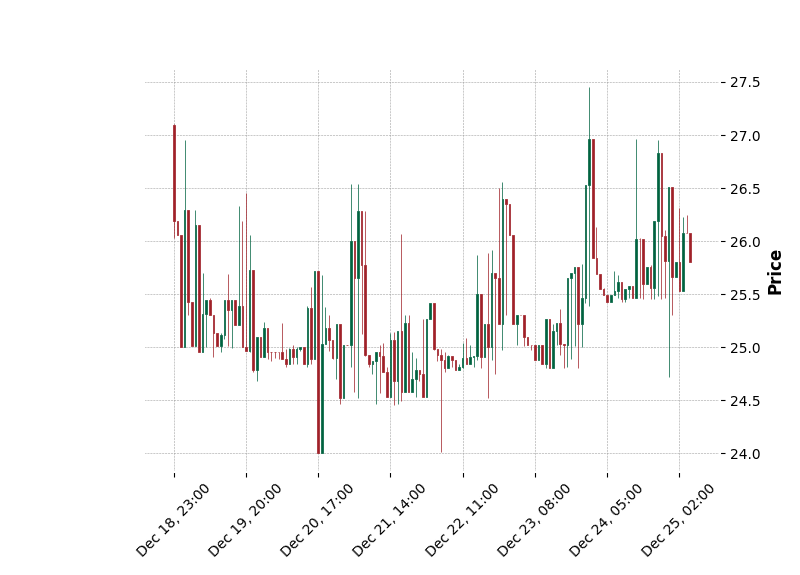 27.5
27.0
26.5
26.0
25.5
25.0
24.5
24.0
Price
Dec 18, 23:00
Dec 19, 20:00
Dec 20, 17:00
Dec 21, 14:00
Dec 22, 11:00
Dec 23, 08:00
Dec 24, 05:00
Dec 25, 02:00